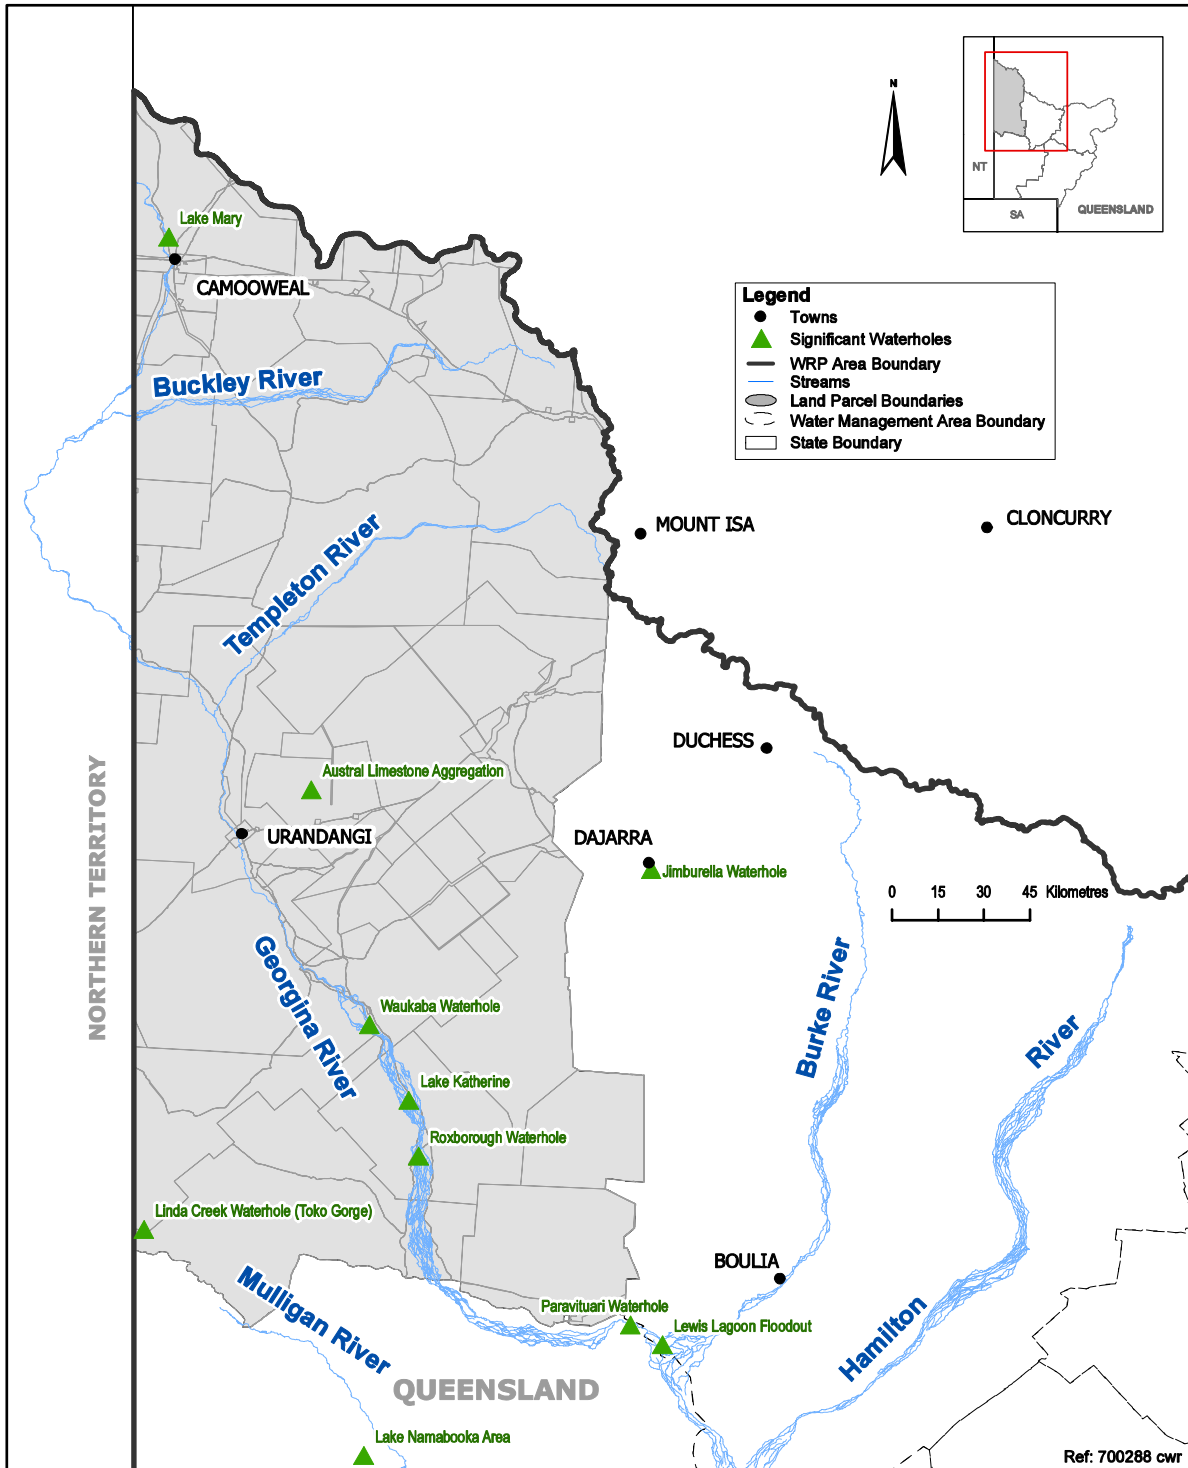 N
NT
SA
QUEENSLAND
Lake Mary
CAMOOWEAL
Legend
Towns
Significant Waterholes
WRP Area Boundary
Streams
Land Parcel Boundaries
Water Management Area Boundary
State Boundary
Buckley River
MOUNT ISA
CLONCURRY
Templeton River
DUCHESS
Austral Limestone Aggregation
URANDANGI
DAJARRA
Jimburella Waterhole
0 15 30 45 Kilometres
NORTHERN TERRITORY
Georgina River
Waukaba Waterhole
Burke River
River
Lake Katherine
Roxborough Waterhole
Linda Creek Waterhole (Toko Gorge)
BOULIA
Mulligan River
Paravituari Waterhole
Lewis Lagoon Floodout
Hamilton
QUEENSLAND
Lake Namabooka Area
Ref: 700288 cwr